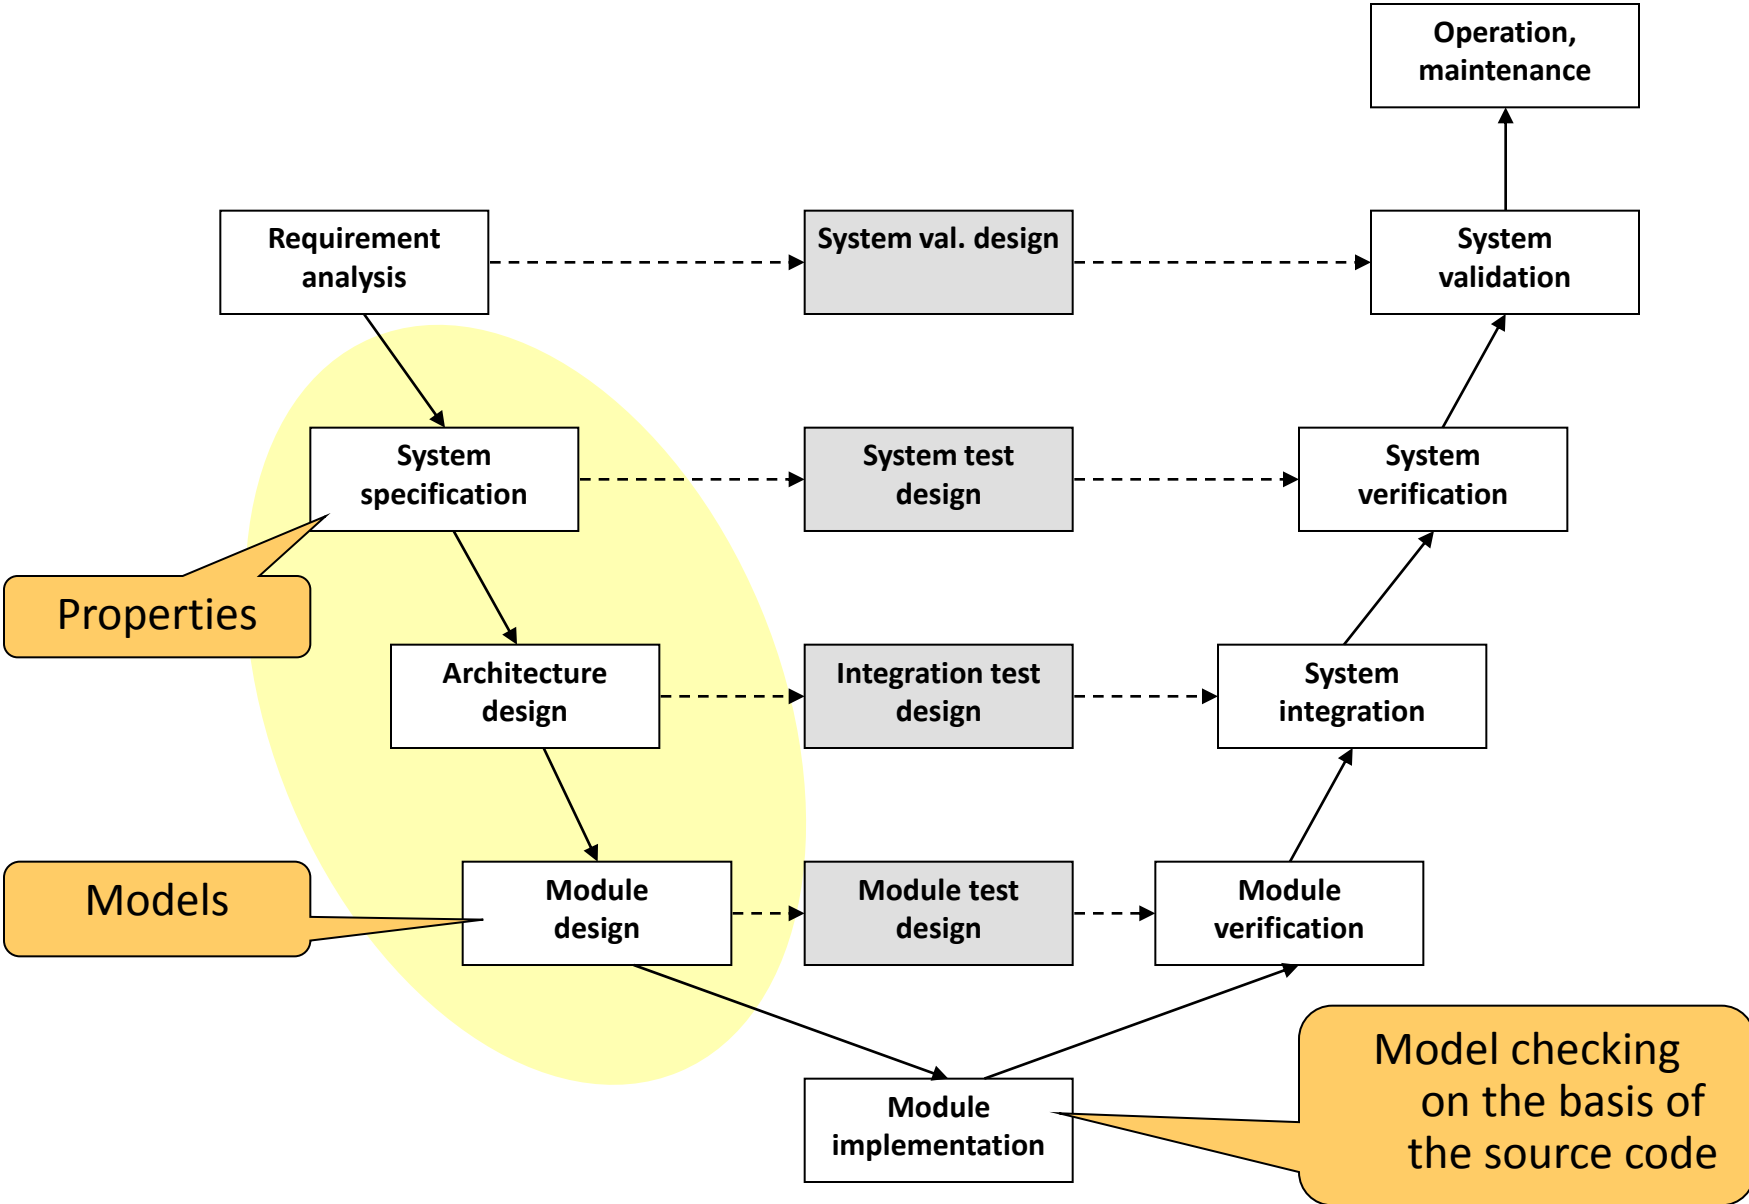 Operation,
maintenance
Requirement
analysis
System val. design
System
validation
System
specification
System test
design
System
verification
Properties
Architecture
design
Integration test
design
System
integration
Models
Module
design
Module test
design
Module
verification
Module
implementation
Model checking
on the basis of
the source code